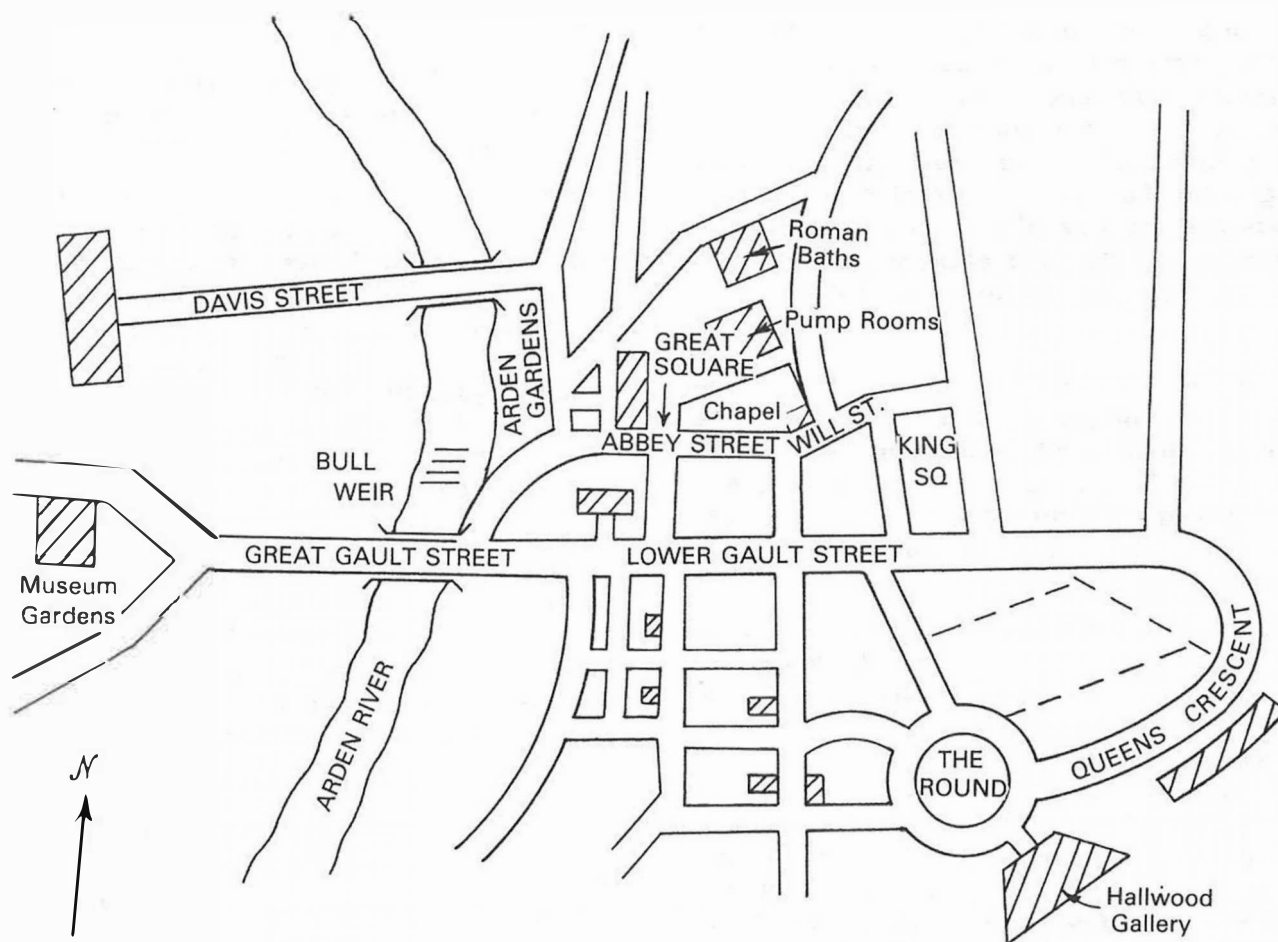 Roman
Baths
DAVIS STREET
Pump Rooms
ARDEN
GARDENS
GREAT
SQUARE
Chapel
ABBEY STREET
WILL ST.
KING
SQ
BULL
WEIR
GREAT GAULT STREET
LOWER GAULT STREET
Museum
Gardens
ARDEN RIVER
QUEENS CRESCENT
THE
ROUND
N
Hallwood
Gallery